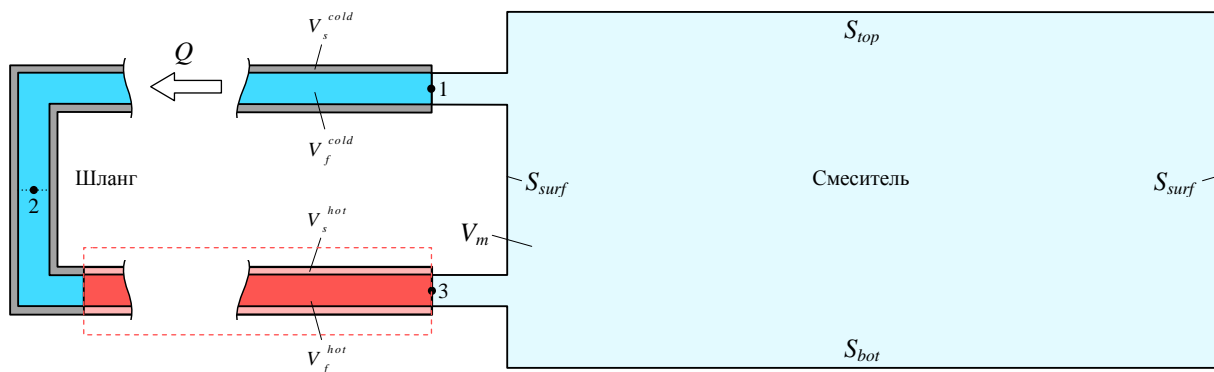 V_s^cold
S_top
Q
1
V_f^cold
Шланг
S_surf
Смеситель
S_surf
2
V_s^hot
V_m
3
V_f^hot
S_bot